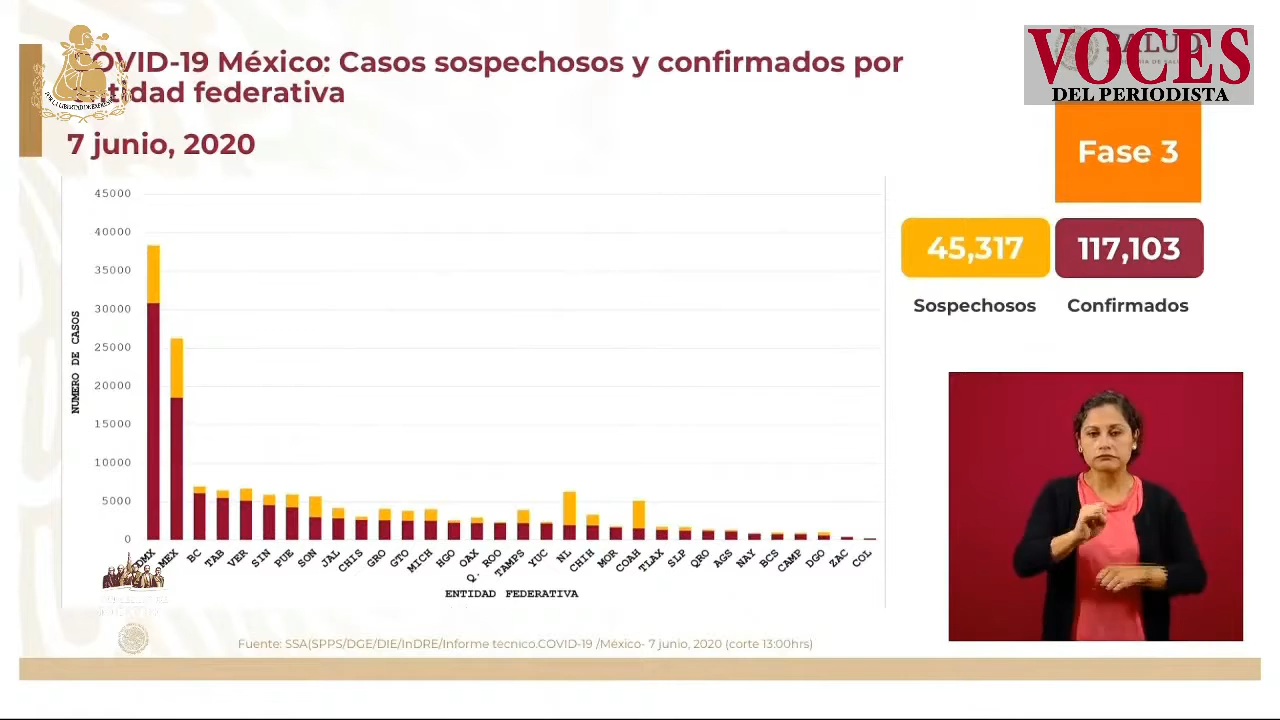 COVID-19 México: Casos sospechosos y confirmados por
entidad federativa
7 junio, 2020
SALUD
VOCES
DEL PERIODISTA
Fase 3
45,317
117,103
Sospechosos
Confirmados
45000
40000
35000
30000
25000
20000
15000
10000
5000
0
NUMERO DE CASOS
CDMX
MEX
BC
TAB
VER
SIN
PUE
SON
JAL
CHIS
GRO
GTO
MICH
HGO
OAX
Q. ROO
TAMPS
YUC
NL
CHIH
MOR
COAH
TLAX
SLP
QRO
AGS
NAY
BCS
CAMP
DGO
ZAC
COL
ENTIDAD FEDERATIVA
Fuente: SSA(SPPS/DGE/DIE/InDRE/Informe técnico.COVID-19 /México- 7 junio, 2020 (corte 13:00hrs)